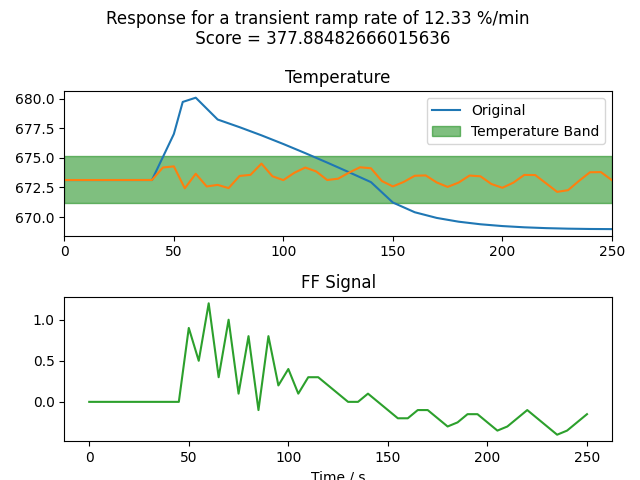 Response for a transient ramp rate of 12.33 %/min
Score = 377.88482666015636
Temperature
680.0
677.5
675.0
672.5
670.0
Original
Temperature Band
0 50 100 150 200 250
FF Signal
1.0
0.5
0.0
0 50 100 150 200 250
Time / s